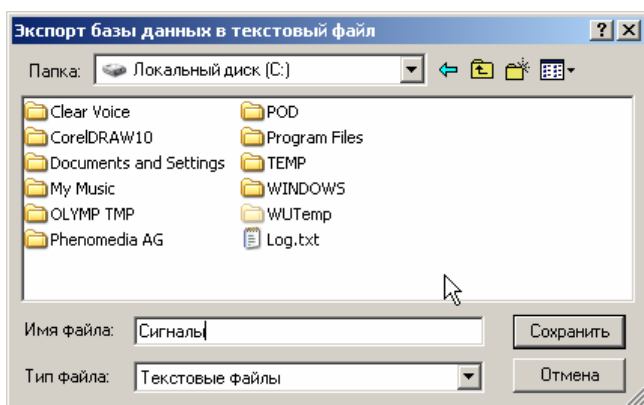 Экспорт базы данных в текстовый файл
Папка: Локальный диск (C:)
Clear Voice
CorelDRAW10
Documents and Settings
My Music
OLYMP TMP
Phenomedia AG
POD
Program Files
TEMP
WINDOWS
WUTemp
Log.txt
Имя файла: Сигналы Сохранить
Тип файла: Текстовые файлы Отмена